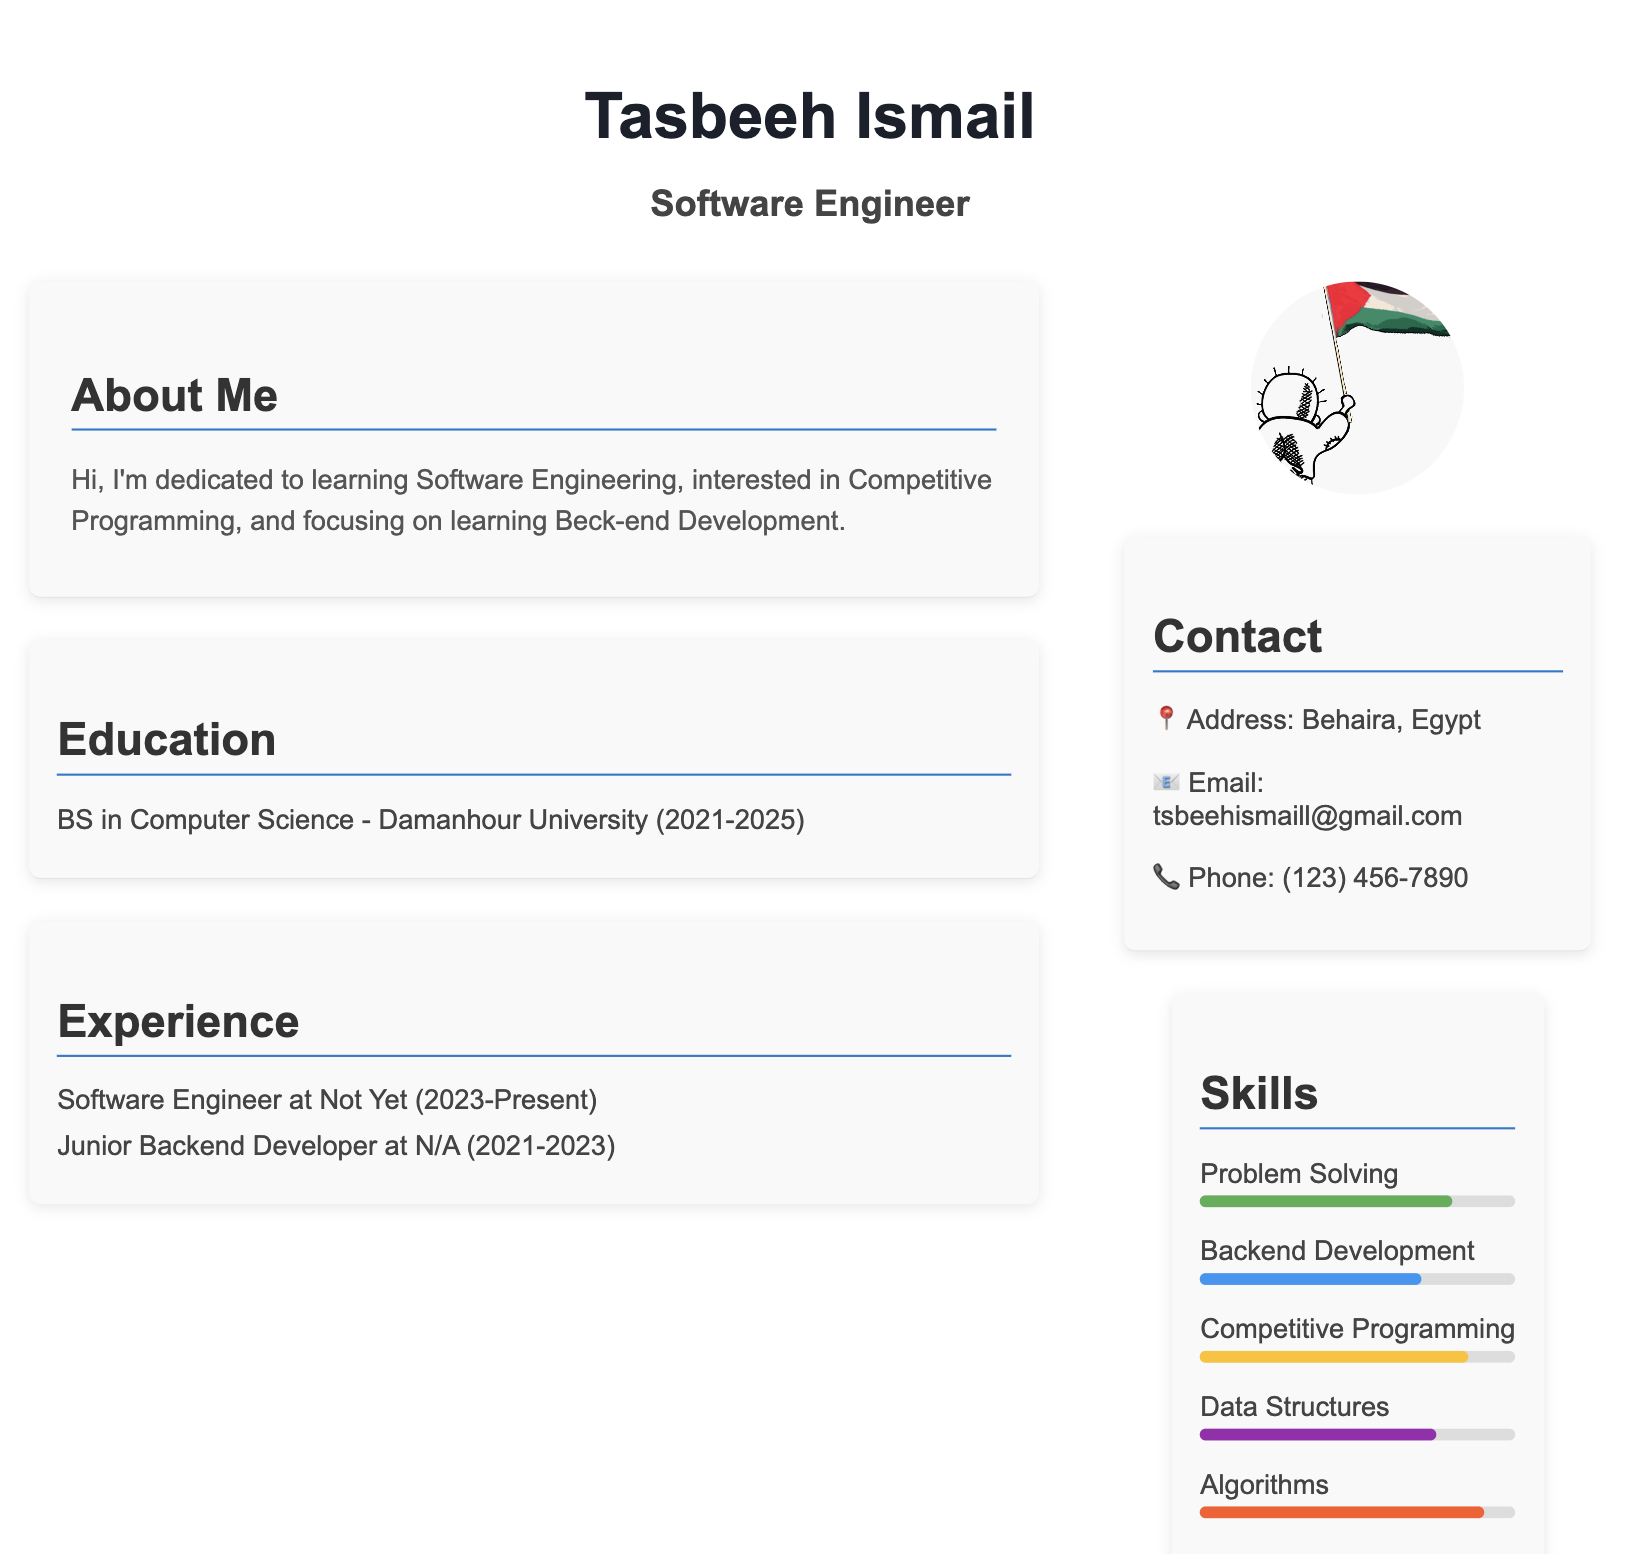 Tasbeeh Ismail
Software Engineer
About Me
Hi, I'm dedicated to learning Software Engineering, interested in Competitive
Programming, and focusing on learning Beck-end Development.
Education
BS in Computer Science - Damanhour University (2021-2025)
Experience
Software Engineer at Not Yet (2023-Present)
Junior Backend Developer at N/A (2021-2023)
Contact
📍 Address: Behaira, Egypt
📧 Email:
tsbeehismaill@gmail.com
📞 Phone: (123) 456-7890
Skills
Problem Solving
Backend Development
Competitive Programming
Data Structures
Algorithms